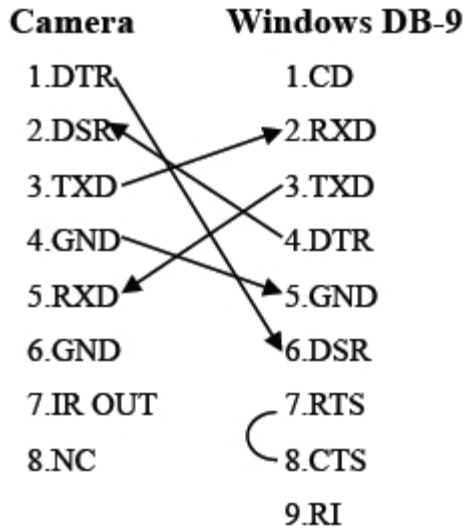 Camera Windows DB-9
1.DTR 1.CD
2.DSR 2.RXD
3.TXD 3.TXD
4.GND 4.DTR
5.RXD 5.GND
6.GND 6.DSR
7.IR OUT 7.RTS
8.NC 8.CTS
9.RI